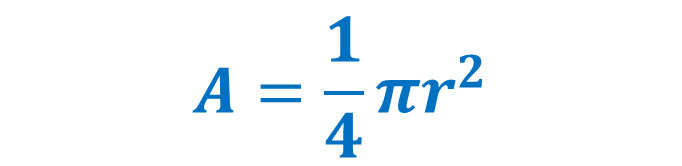 A = 1/4 πr²